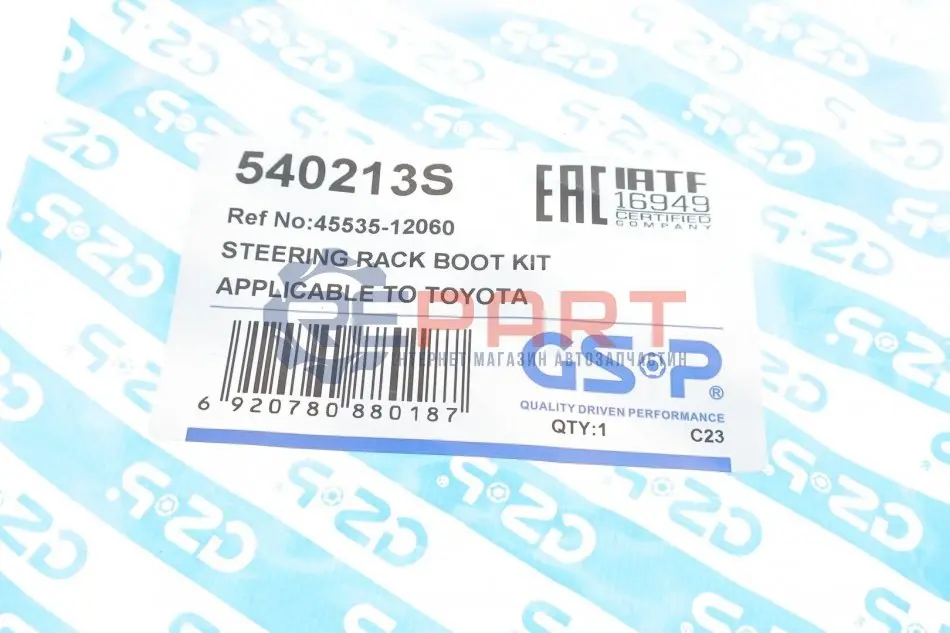 540213S
EAC
IATF
16949
CERTIFIED
COMPANY
Ref No:45535-12060
STEERING RACK BOOT KIT
APPLICABLE TO TOYOTA
PART
ІНТЕРНЕТ МАГАЗИН АВТОЗАПЧАСТИН
GSP®
QUALITY DRIVEN PERFORMANCE
6 920780 880187
QTY:1
C23